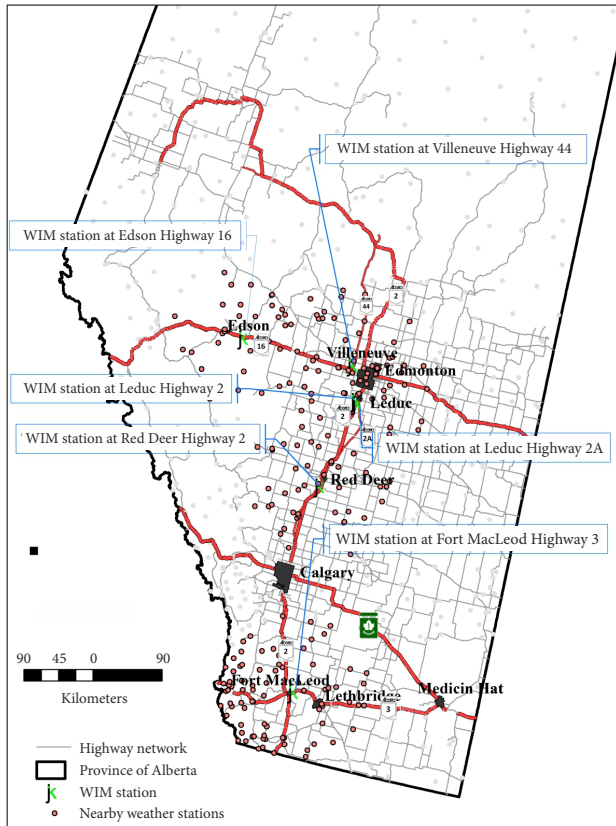 WIM station at Villeneuve Highway 44
WIM station at Edson Highway 16
2
44
Edson
16
Villeneuve
Edmonton
WIM station at Leduc Highway 2
Leduc
2
2A
WIM station at Red Deer Highway 2
WIM station at Leduc Highway 2A
Red Deer
WIM station at Fort MacLeod Highway 3
Calgary
2
90 45 0 90
Kilometers
Fort MacLeod
Lethbridge
Medicin Hat
3
Highway network
Province of Alberta
jk WIM station
Nearby weather stations